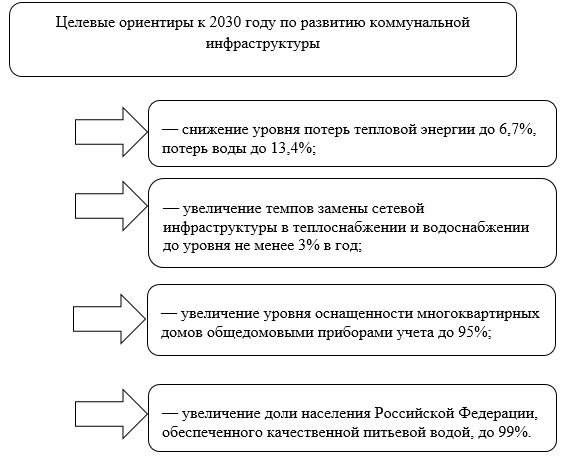 Целевые ориентиры к 2030 году по развитию коммунальной
инфраструктуры
— снижение уровня потерь тепловой энергии до 6,7%,
потерь воды до 13,4%;
— увеличение темпов замены сетевой
инфраструктуры в теплоснабжении и водоснабжении
до уровня не менее 3% в год;
— увеличение уровня оснащенности многоквартирных
домов общедомовыми приборами учета до 95%;
— увеличение доли населения Российской Федерации,
обеспеченного качественной питьевой водой, до 99%.